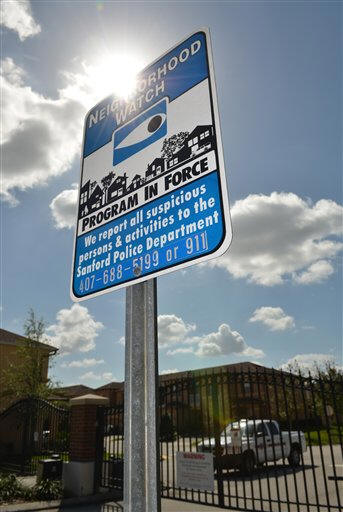 NEIGHBORHOOD
WATCH
PROGRAM IN FORCE
We report all suspicious
persons & activities to the
Sanford Police Department
407-688-5199 or 911
WARNING